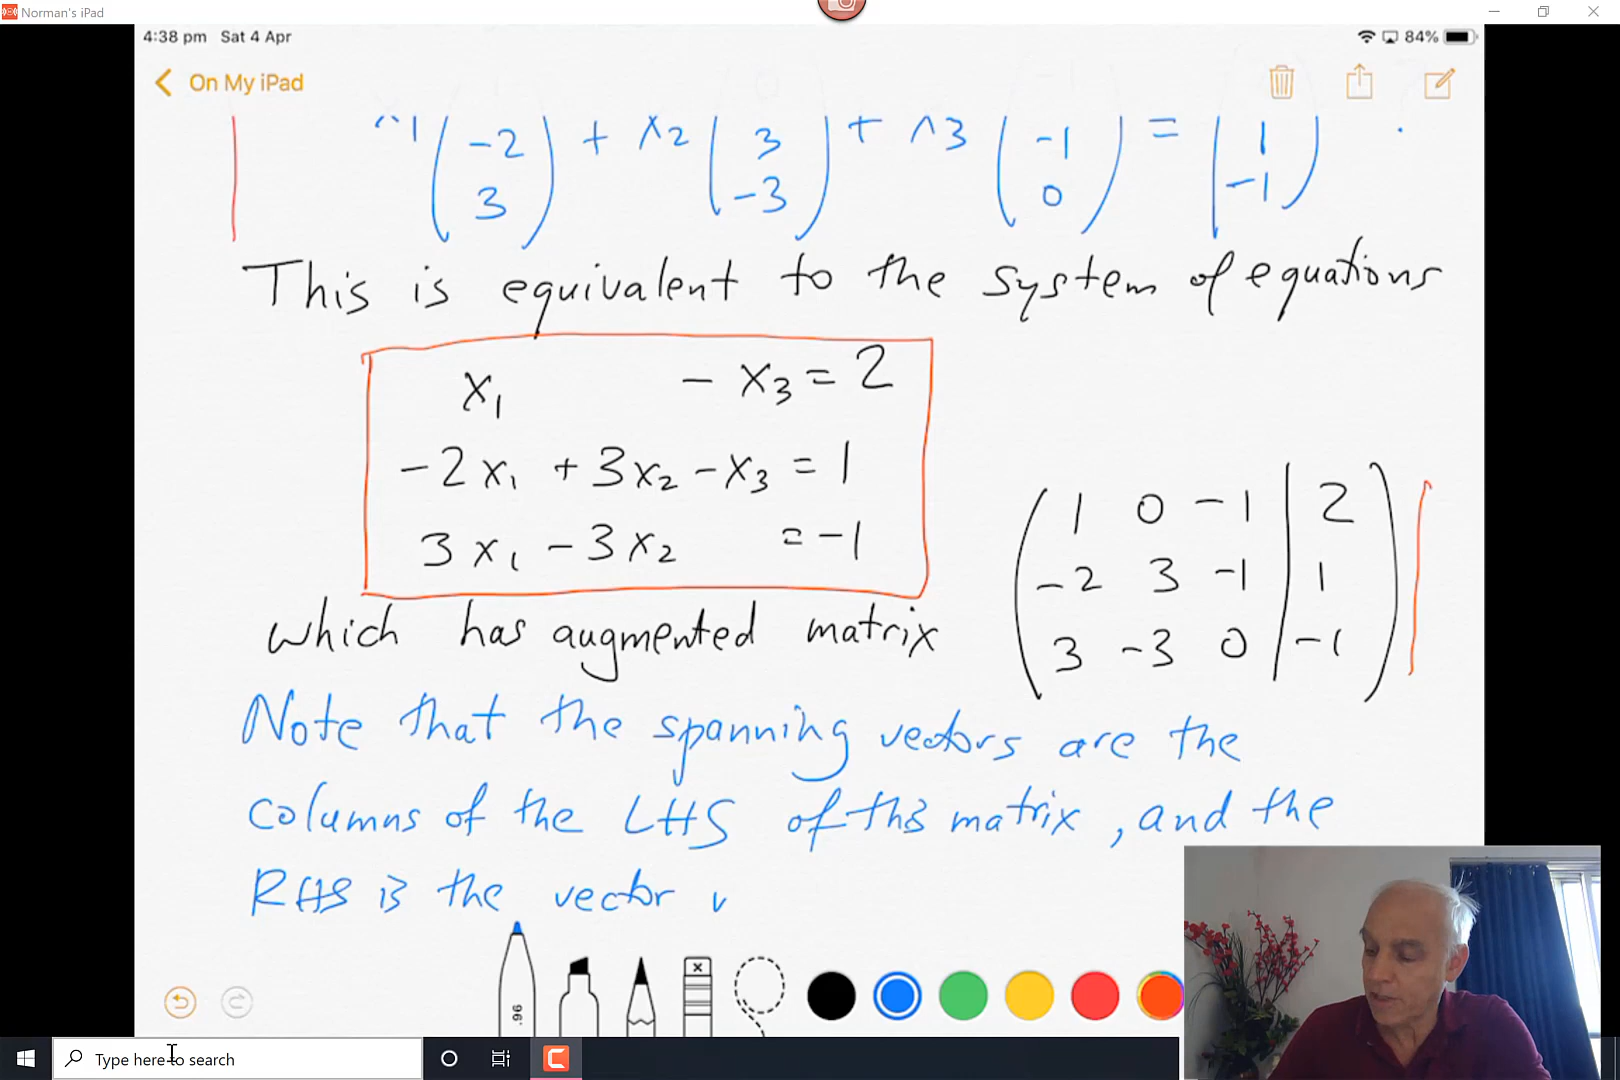 Norman's iPad
4:38 pm Sat 4 Apr
84%
On My iPad
x1 (-2 3) + x2 (3 -3) + x3 (-1 0) = (1 -1)
This is equivalent to the system of equations
x₁ - x₃ = 2
-2x₁ + 3x₂ - x₃ = 1
3x₁ - 3x₂ = -1
1 0 -1 | 2
-2 3 -1 | 1
3 -3 0 | -1
which has augmented matrix
Note that the spanning vectors are the
columns of the LHS of this matrix, and the
RHS is the vector
.96
Type here to search